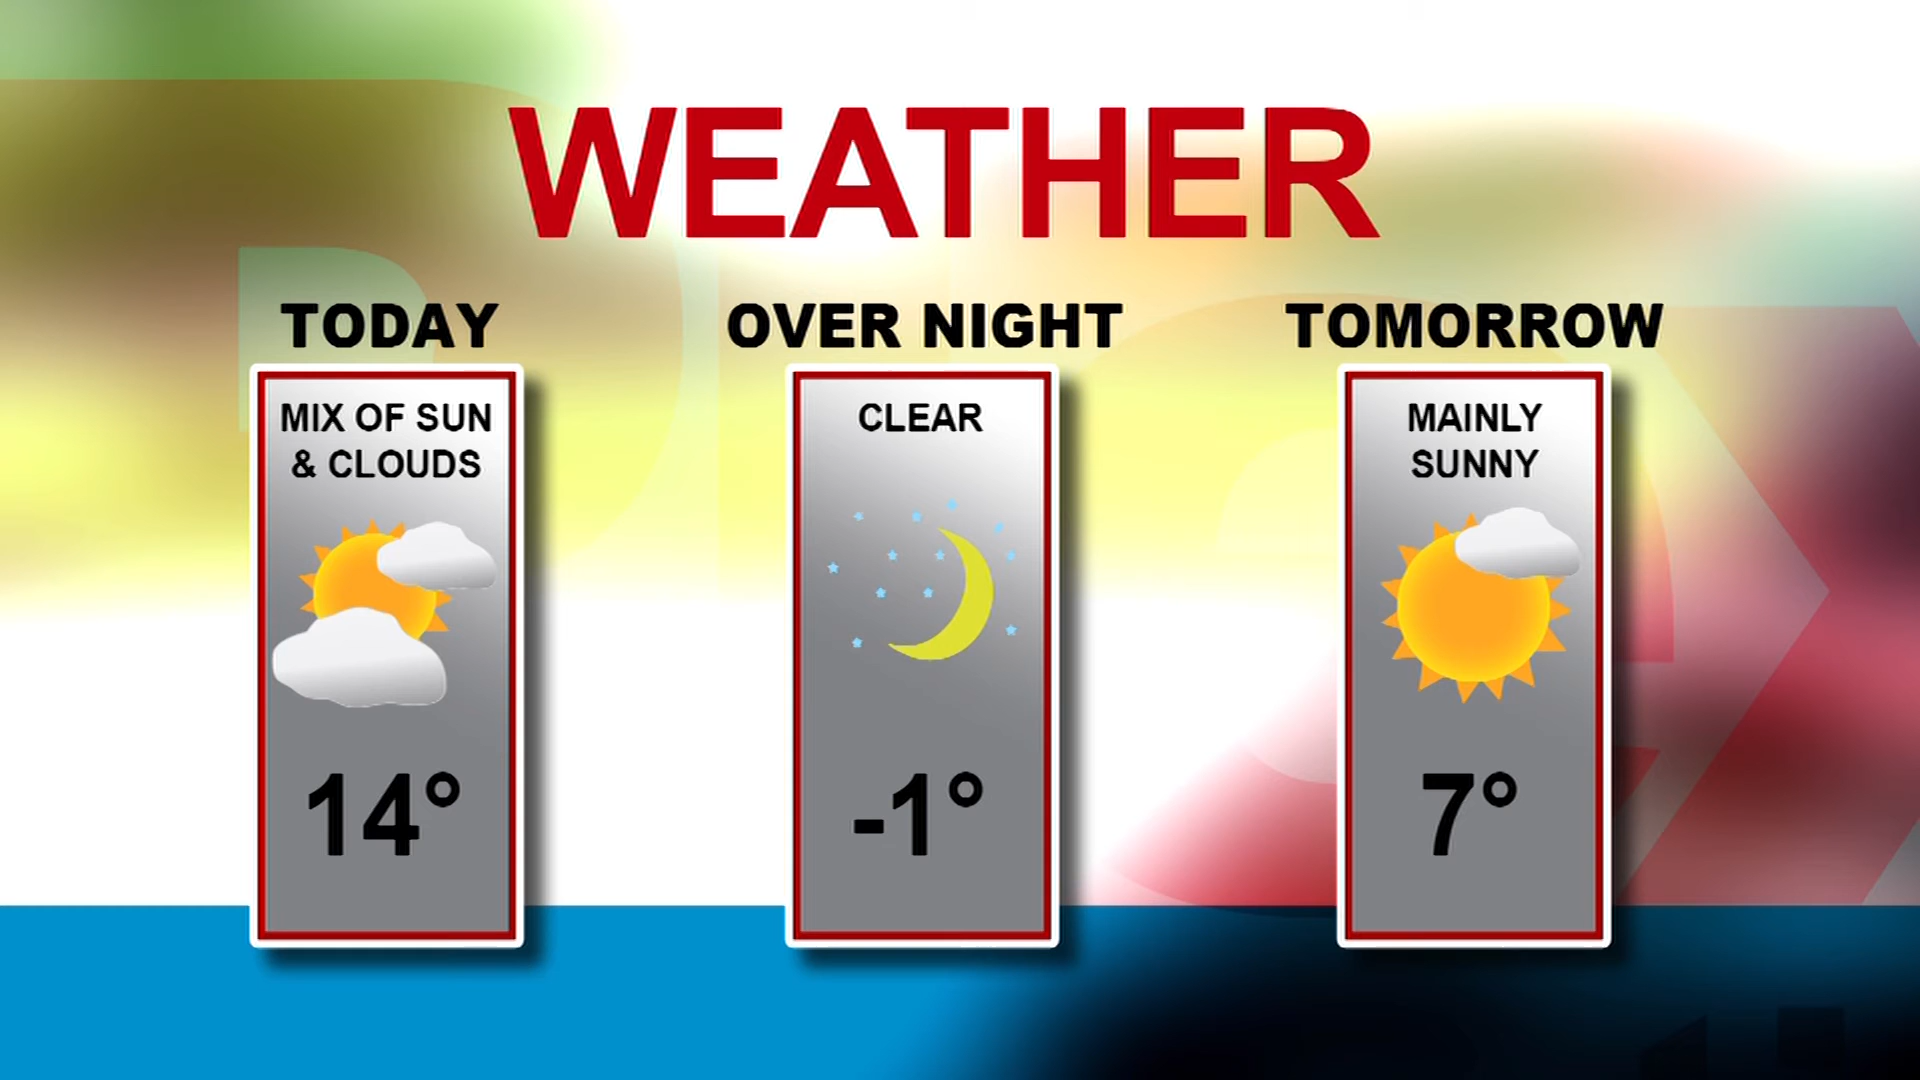 WEATHER
TODAY
MIX OF SUN
& CLOUDS
14°
OVER NIGHT
CLEAR
-1°
TOMORROW
MAINLY
SUNNY
7°